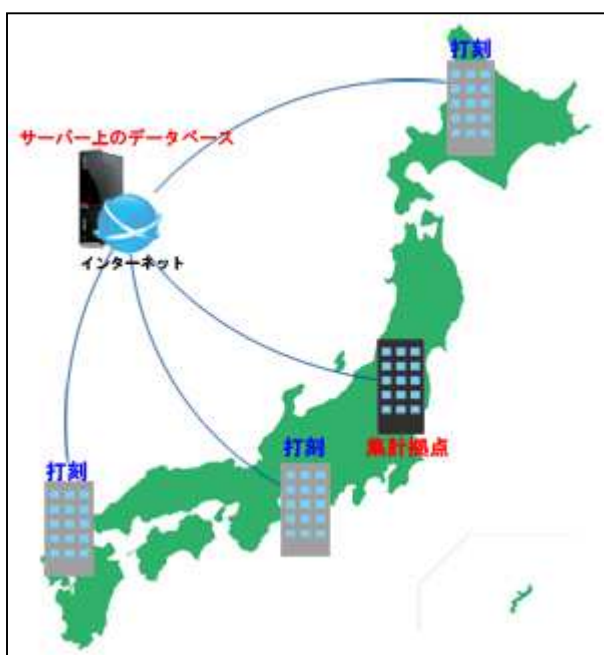 打刻
サーバー上のデータベース
インターネット
集計拠点
打刻
打刻